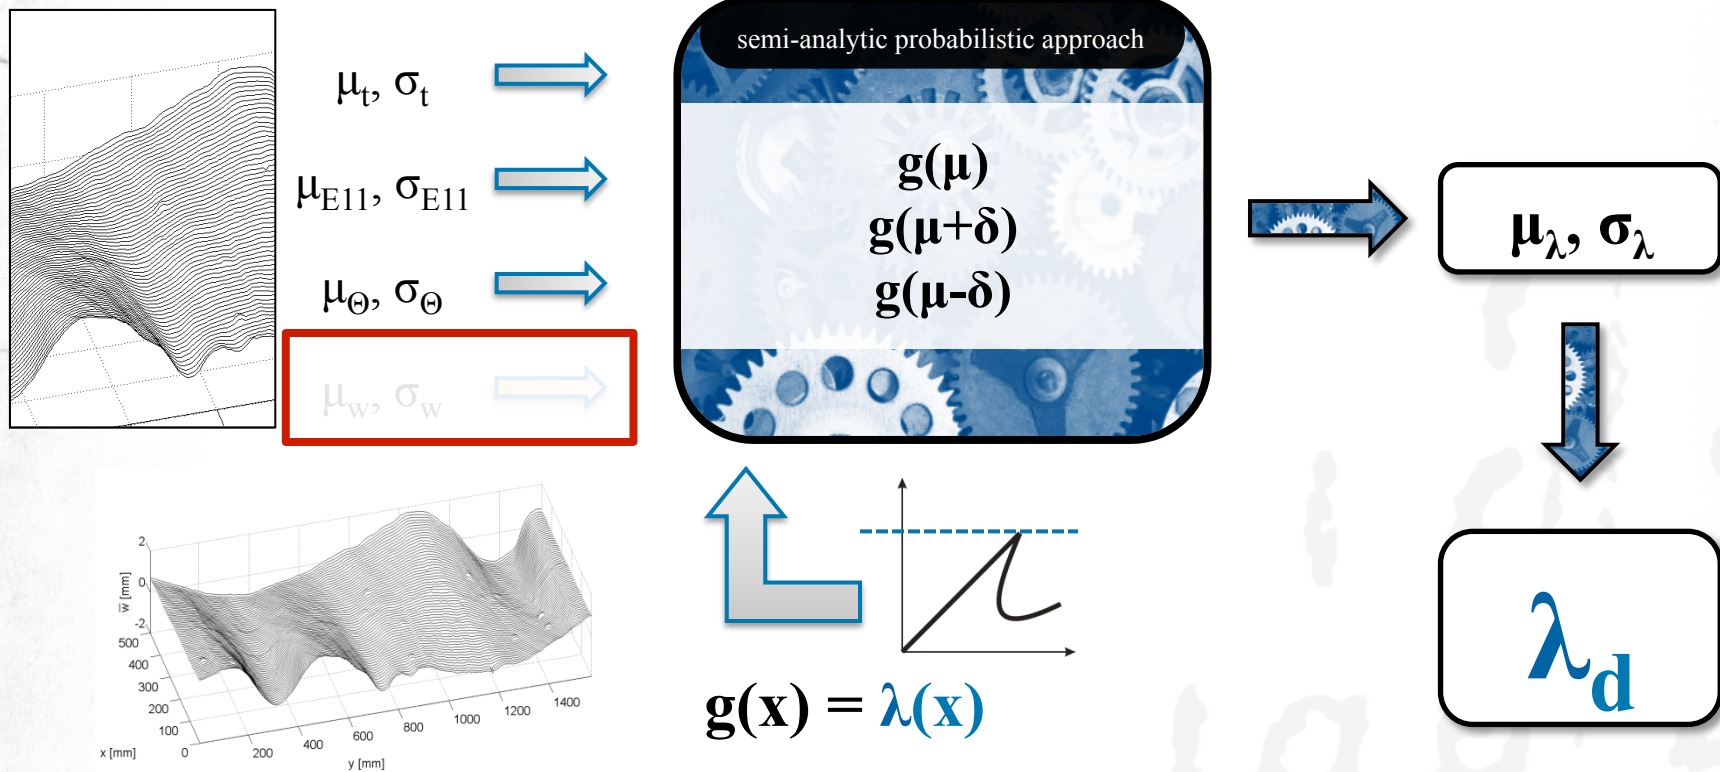 semi-analytic probabilistic approach
μt, σt
μE11, σE11
μΘ, σΘ
μw, σw
g(μ)
g(μ+δ)
g(μ-δ)
μλ, σλ
λd
g(x) = λ(x)
2
0
-2
w̅ [mm]
500
400
300
200
100
0
x [mm]
200
400
600
800
1000
1200
1400
y [mm]